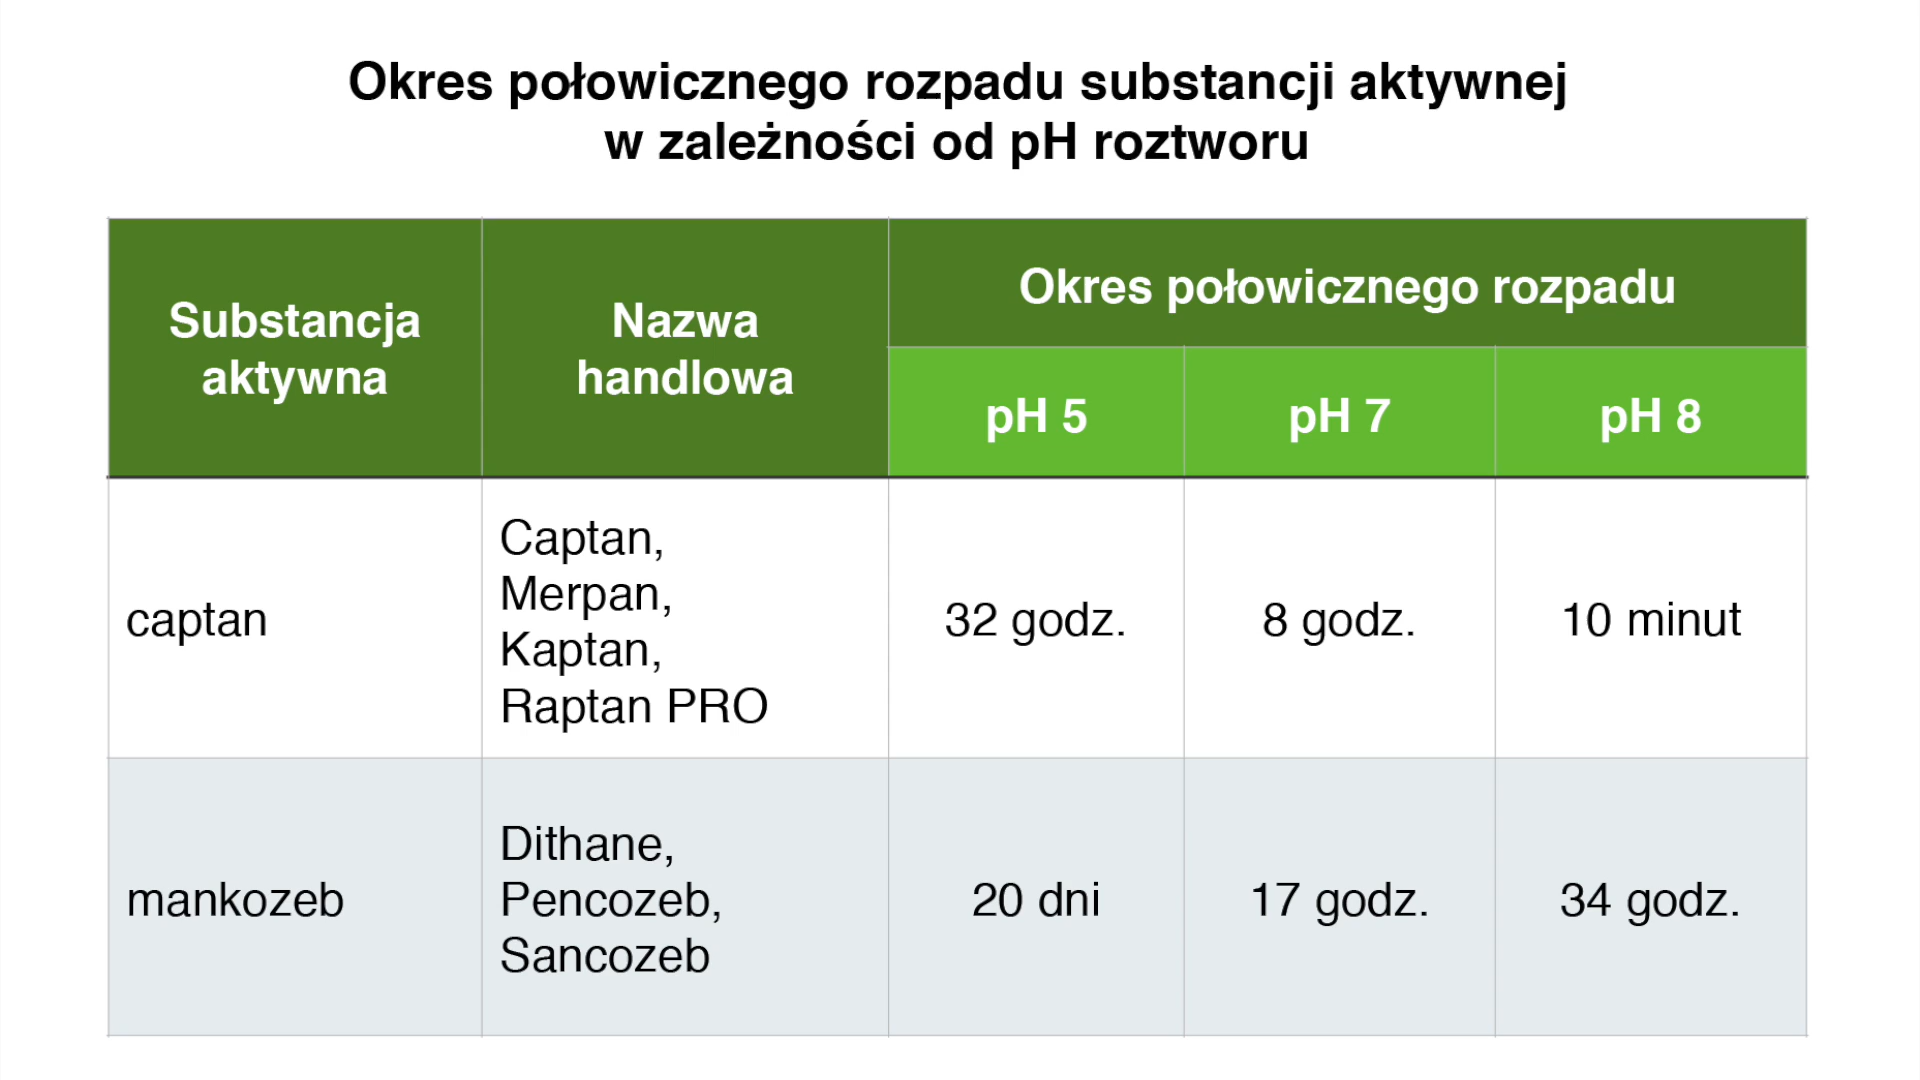 Okres połowicznego rozpadu substancji aktywnej
w zależności od pH roztworu
Substancja
aktywna
Nazwa
handlowa
Okres połowicznego rozpadu
pH 5
pH 7
pH 8
captan
Captan,
Merpan,
Kaptan,
Raptan PRO
32 godz.
8 godz.
10 minut
mankozeb
Dithane,
Pencozeb,
Sancozeb
20 dni
17 godz.
34 godz.